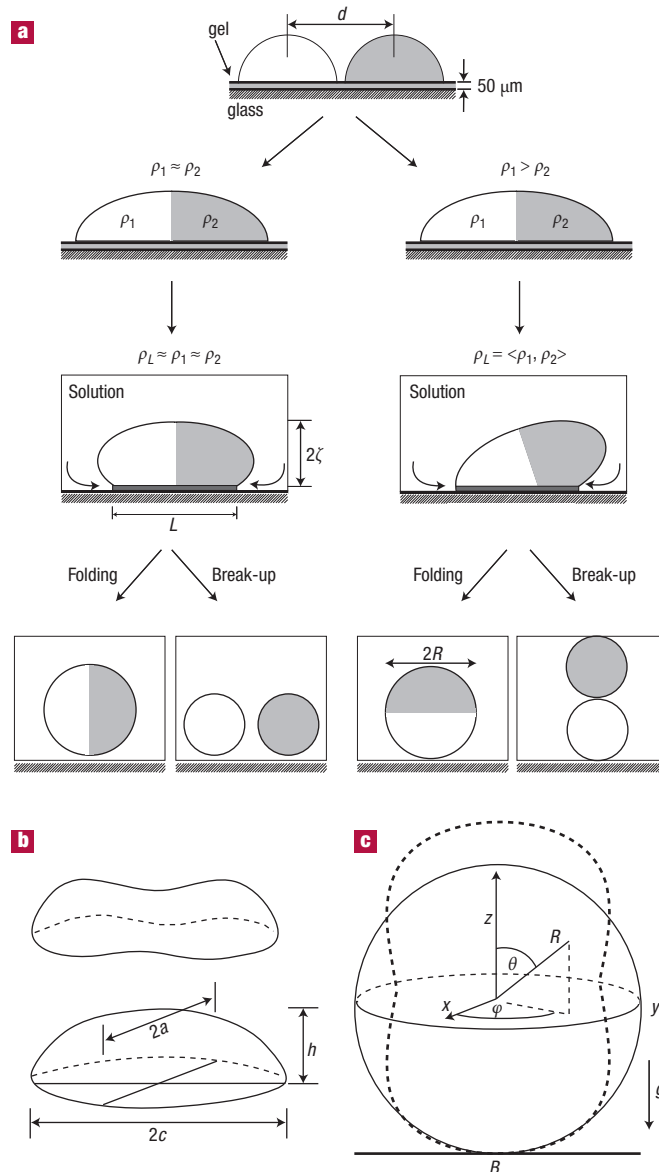 a
d
gel
50 μm
glass
ρ1 ≈ ρ2
ρ1 > ρ2
ρ1 ρ2
ρ1 ρ2
ρL ≈ ρ1 ≈ ρ2
ρL = <ρ1, ρ2>
Solution
Solution
2ζ
L
Folding
Break-up
Folding
Break-up
2R
b
2a
h
2c
c
z
R
θ
x
φ
y
g
B